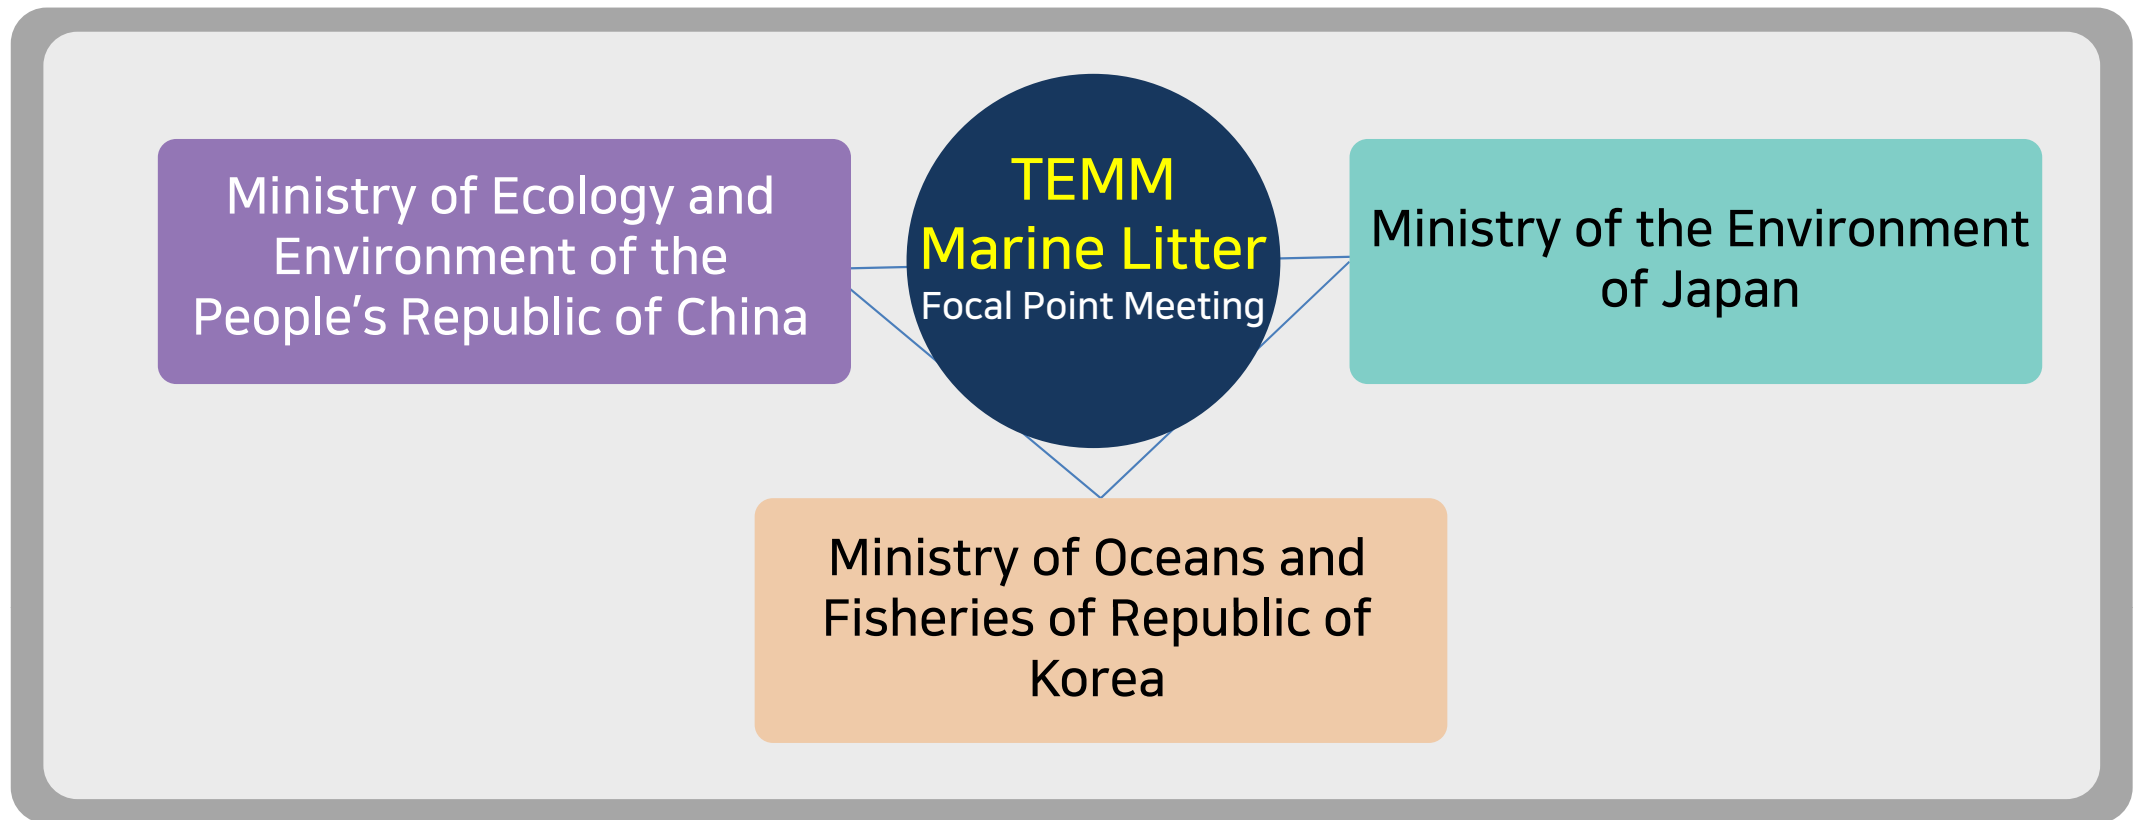 Ministry of Ecology and
Environment of the
People’s Republic of China
TEMM
Marine Litter
Focal Point Meeting
Ministry of the Environment
of Japan
Ministry of Oceans and
Fisheries of Republic of
Korea